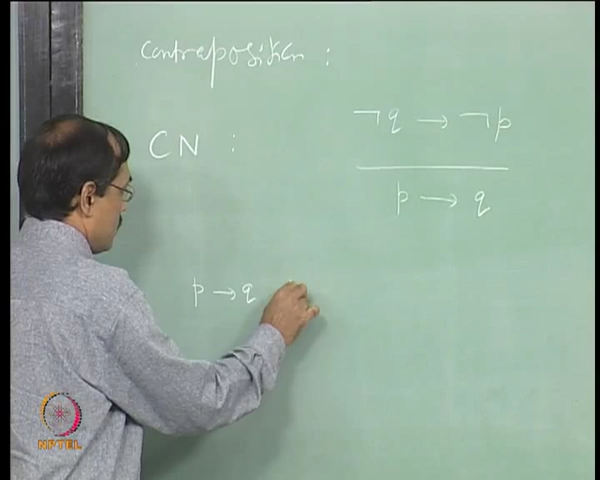 Contraposition :
CN :
¬q → ¬p
p → q
p → q
NPTEL